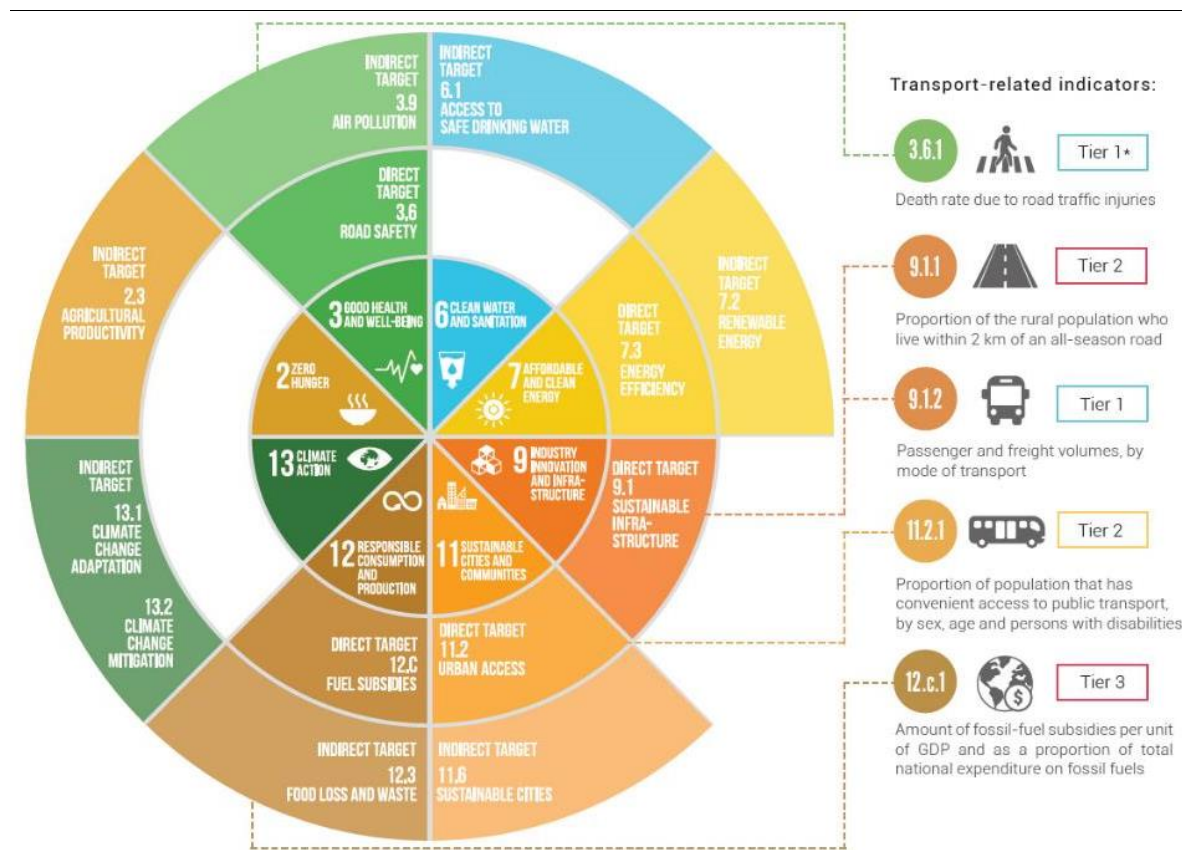 INDIRECT
TARGET
3.9
AIR POLLUTION
INDIRECT
TARGET
6.1
ACCESS TO
SAFE DRINKING WATER
DIRECT
TARGET
3.6
ROAD SAFETY
INDIRECT
TARGET
2.3
AGRICULTURAL
PRODUCTIVITY
INDIRECT
TARGET
7.2
RENEWABLE
ENERGY
DIRECT
TARGET
7.3
ENERGY
EFFICIENCY
3 GOOD HEALTH
AND WELL-BEING
6 CLEAN WATER
AND SANITATION
2 ZERO
HUNGER
7 AFFORDABLE
AND CLEAN
ENERGY
13 CLIMATE
ACTION
9 INDUSTRY
INNOVATION
AND INFRA-
STRUCTURE
12 RESPONSIBLE
CONSUMPTION
AND
PRODUCTION
11 SUSTAINABLE
CITIES AND
COMMUNITIES
DIRECT TARGET
9.1
SUSTAINABLE
INFRA-
STRUCTURE
INDIRECT
TARGET
13.1
CLIMATE
CHANGE
ADAPTATION
13.2
CLIMATE
CHANGE
MITIGATION
DIRECT TARGET
12.C
FUEL SUBSIDIES
DIRECT TARGET
11.2
URBAN ACCESS
INDIRECT TARGET
12.3
FOOD LOSS AND WASTE
INDIRECT TARGET
11.6
SUSTAINABLE CITIES
Transport-related indicators:
3.6.1 Tier 1*
Death rate due to road traffic injuries
9.1.1 Tier 2
Proportion of the rural population who
live within 2 km of an all-season road
9.1.2 Tier 1
Passenger and freight volumes, by
mode of transport
11.2.1 Tier 2
Proportion of population that has
convenient access to public transport,
by sex, age and persons with disabilities
12.c.1 $ Tier 3
Amount of fossil-fuel subsidies per unit
of GDP and as a proportion of total
national expenditure on fossil fuels